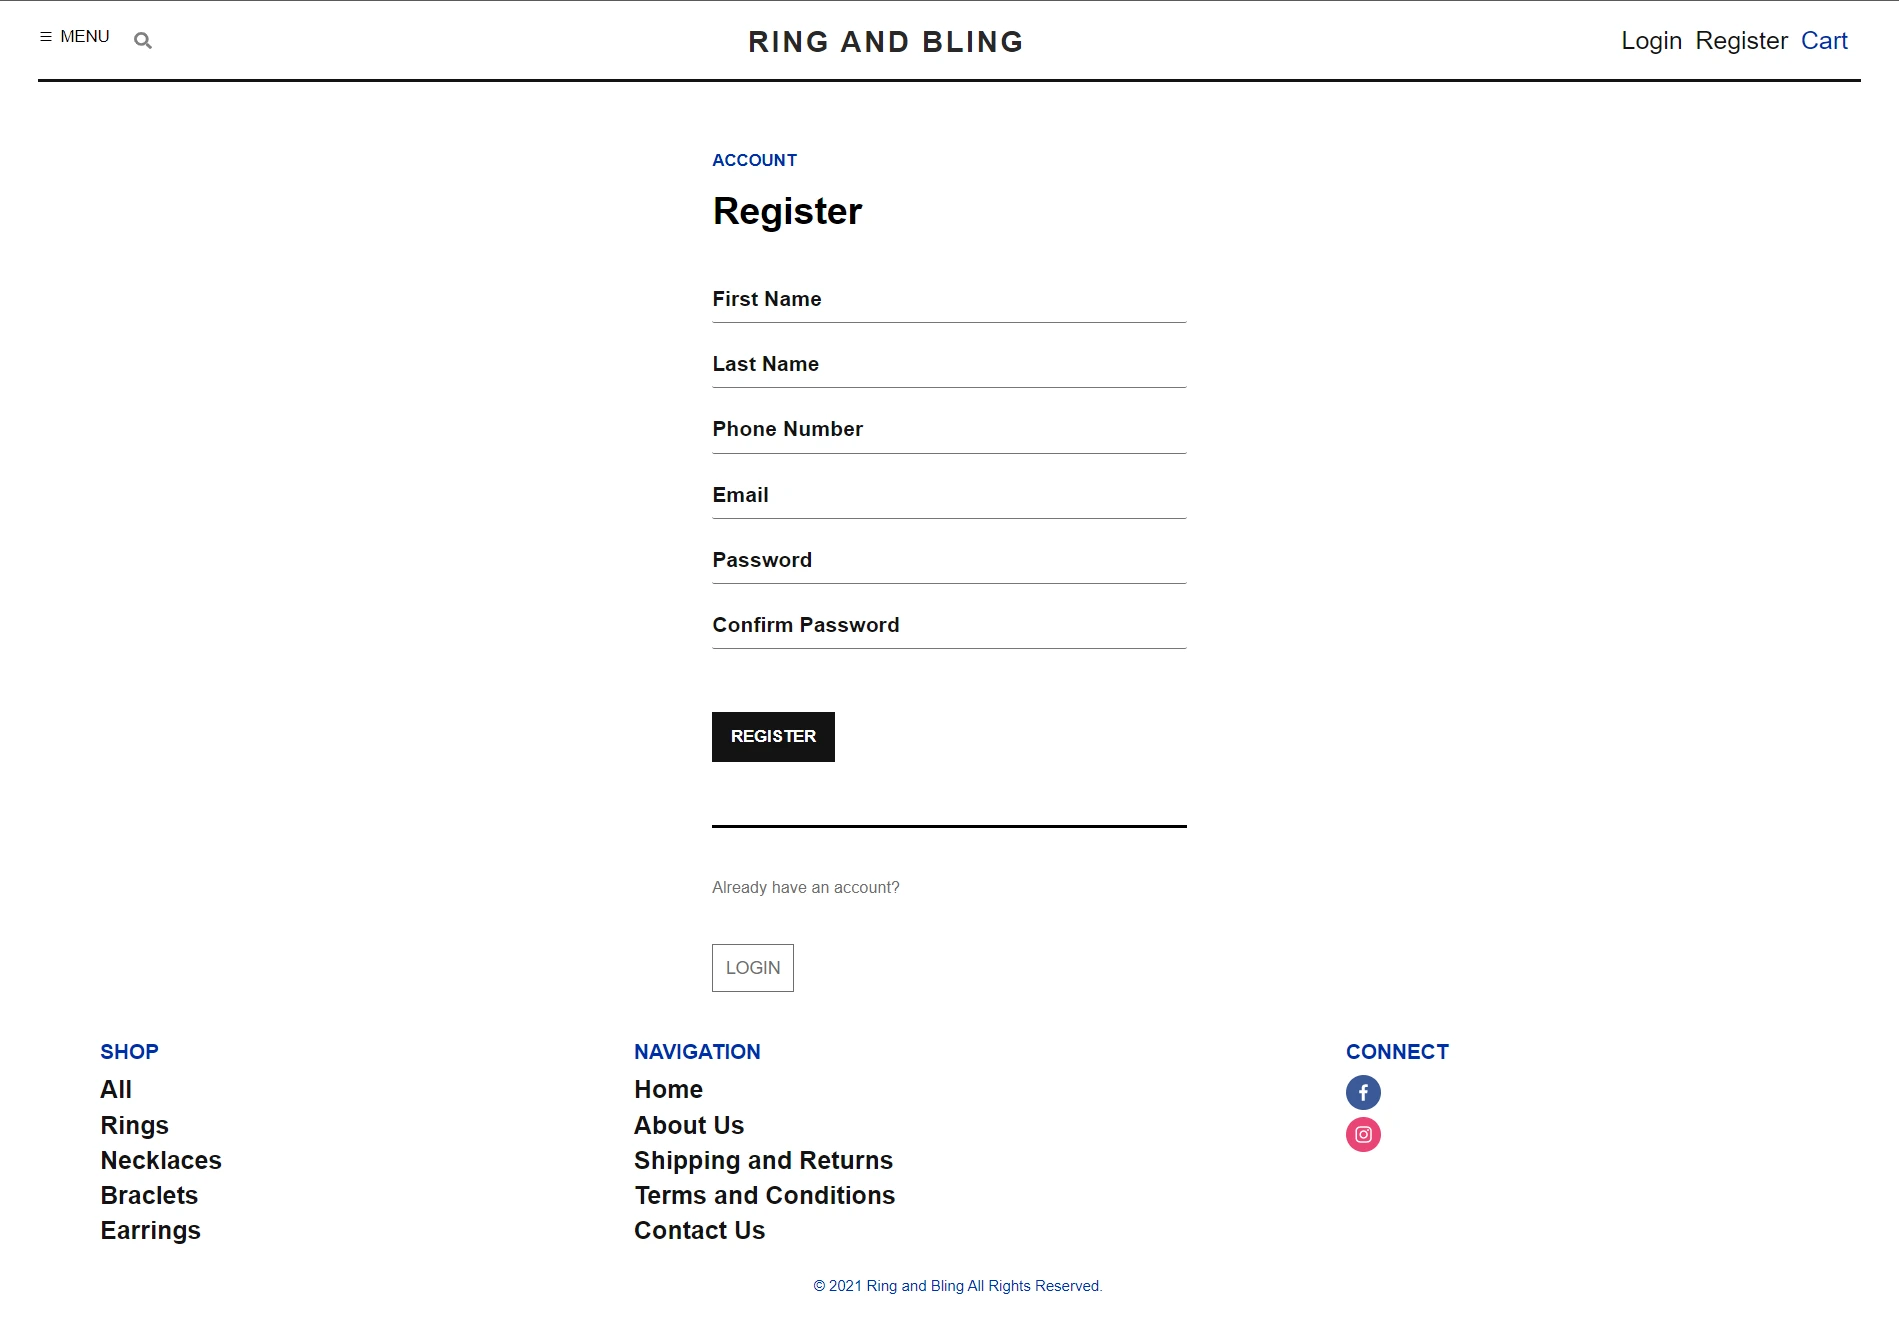 ≡ MENU
RING AND BLING
Login Register Cart
ACCOUNT
Register
First Name
Last Name
Phone Number
Email
Password
Confirm Password
REGISTER
Already have an account?
LOGIN
SHOP
All
Rings
Necklaces
Braclets
Earrings
NAVIGATION
Home
About Us
Shipping and Returns
Terms and Conditions
Contact Us
CONNECT
© 2021 Ring and Bling All Rights Reserved.